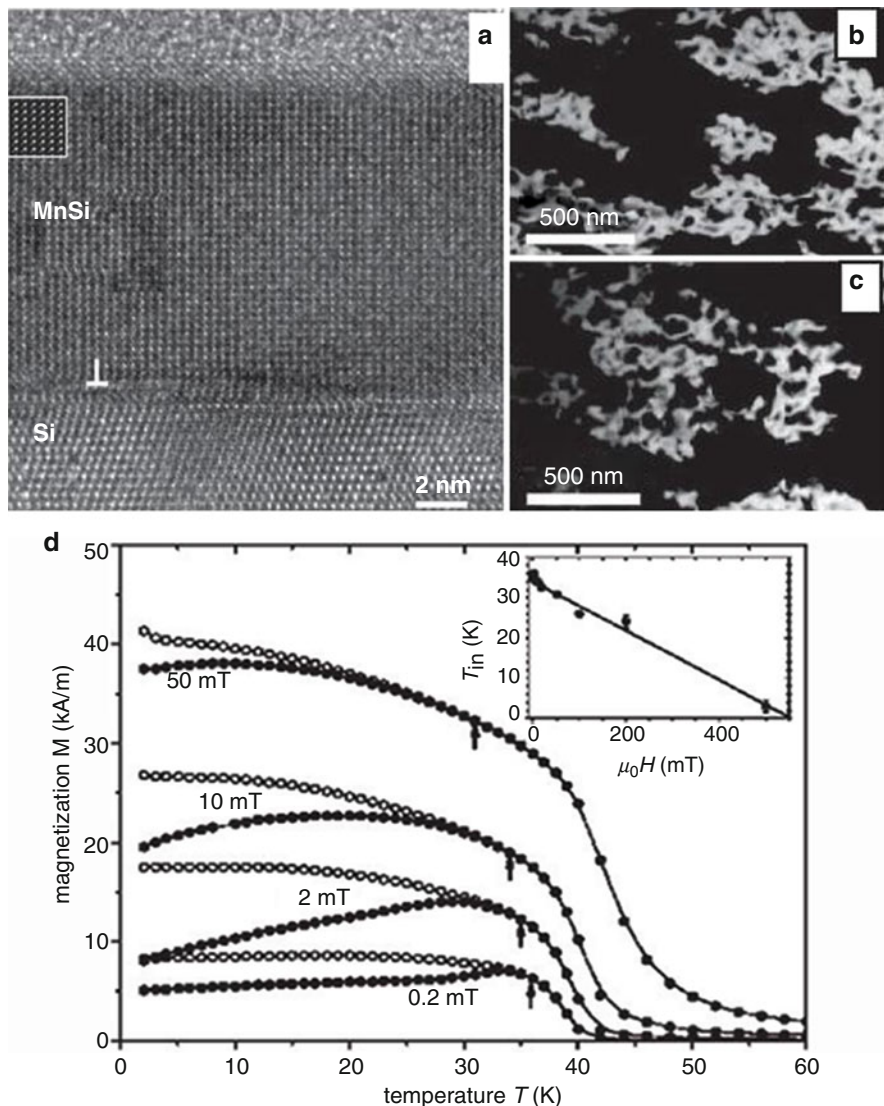 a
MnSi
Si
2 nm
b
500 nm
c
500 nm
d
50
40
30
20
10
0
magnetization M (kA/m)
50 mT
10 mT
2 mT
0.2 mT
0 10 20 30 40 50 60
temperature T (K)
40
30
20
10
0
Tin (K)
0 200 400
μ0H (mT)